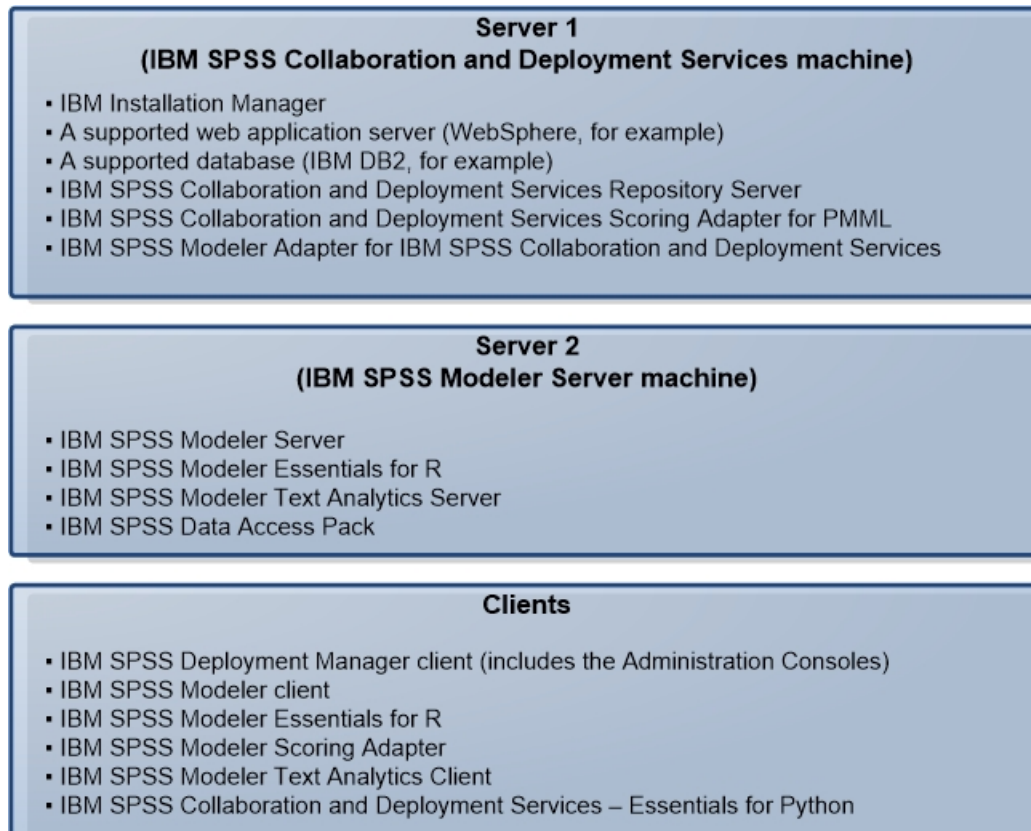 Server 1
(IBM SPSS Collaboration and Deployment Services machine)
▪ IBM Installation Manager
▪ A supported web application server (WebSphere, for example)
▪ A supported database (IBM DB2, for example)
▪ IBM SPSS Collaboration and Deployment Services Repository Server
▪ IBM SPSS Collaboration and Deployment Services Scoring Adapter for PMML
▪ IBM SPSS Modeler Adapter for IBM SPSS Collaboration and Deployment Services
Server 2
(IBM SPSS Modeler Server machine)
▪ IBM SPSS Modeler Server
▪ IBM SPSS Modeler Essentials for R
▪ IBM SPSS Modeler Text Analytics Server
▪ IBM SPSS Data Access Pack
Clients
▪ IBM SPSS Deployment Manager client (includes the Administration Consoles)
▪ IBM SPSS Modeler client
▪ IBM SPSS Modeler Essentials for R
▪ IBM SPSS Modeler Scoring Adapter
▪ IBM SPSS Modeler Text Analytics Client
▪ IBM SPSS Collaboration and Deployment Services – Essentials for Python